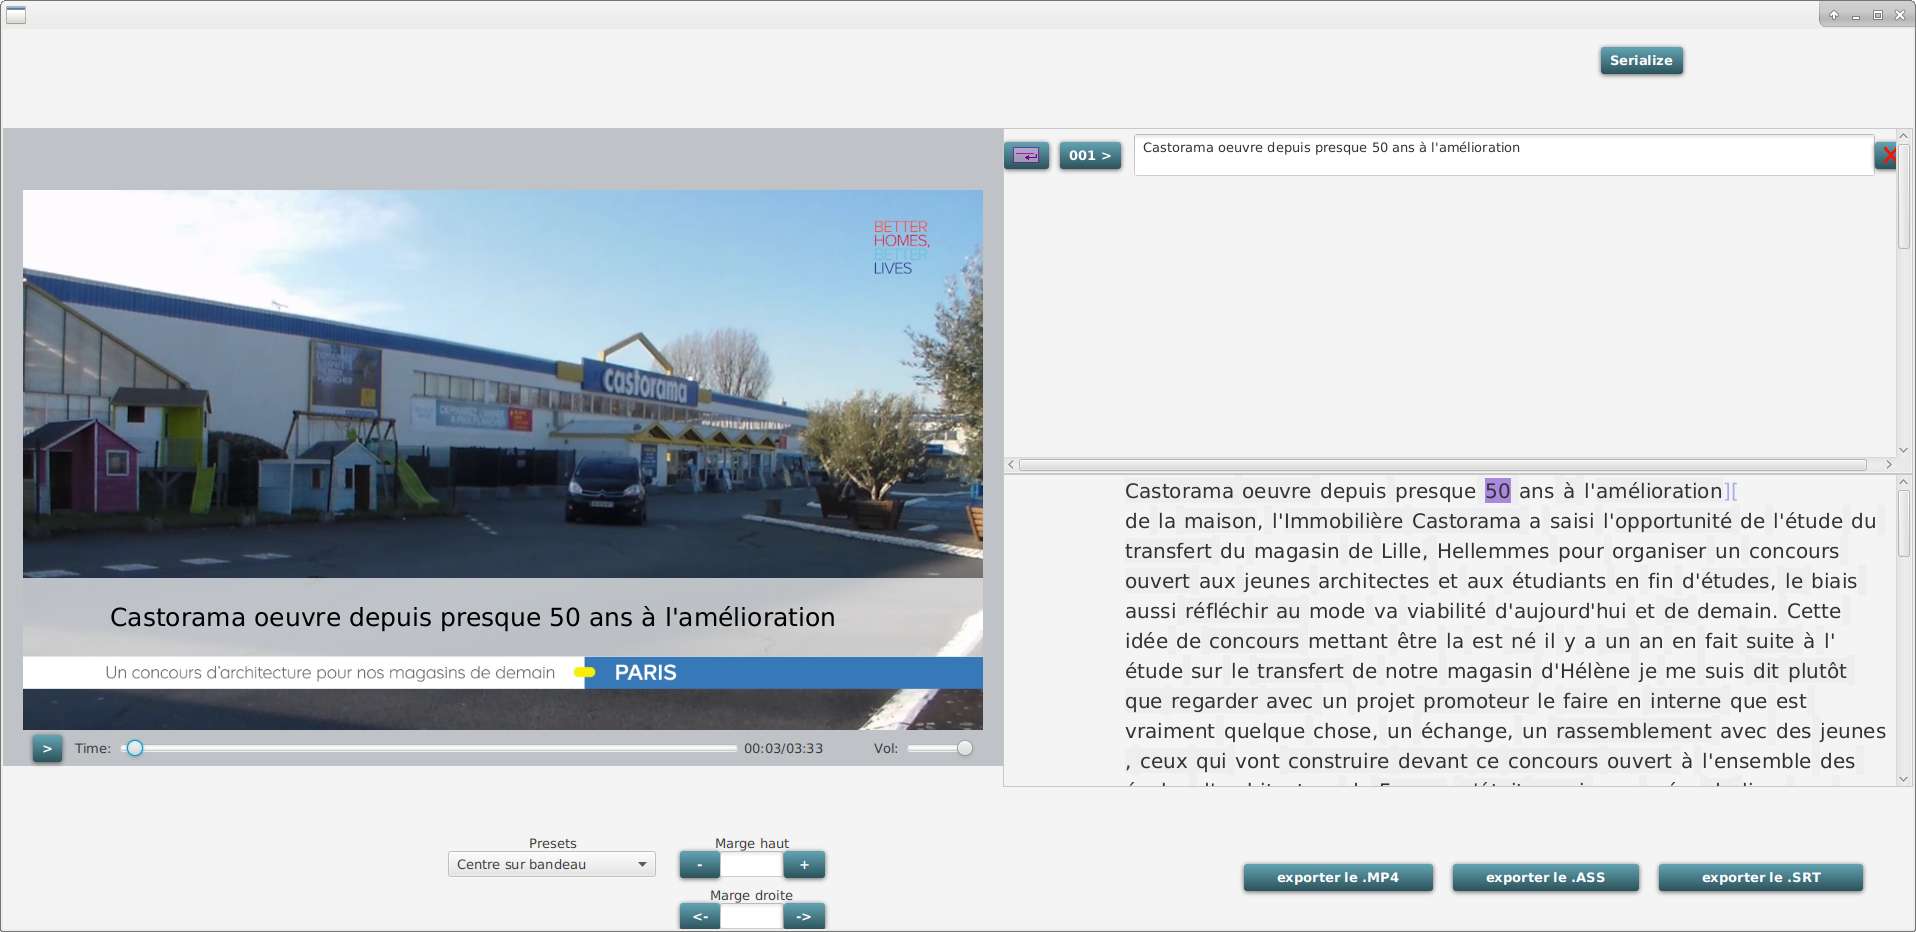 Serialize
001 >
Castorama oeuvre depuis presque 50 ans à l'amélioration
X
BETTER
HOMES,
BETTER
LIVES
castorama
Castorama oeuvre depuis presque 50 ans à l'amélioration
Un concours d'architecture pour nos magasins de demain
PARIS
> Time: 00:03/03:33 Vol:
Castorama oeuvre depuis presque 50 ans à l'amélioration][
de la maison, l'Immobilière Castorama a saisi l'opportunité de l'étude du
transfert du magasin de Lille, Hellemmes pour organiser un concours
ouvert aux jeunes architectes et aux étudiants en fin d'études, le biais
aussi réfléchir au mode va viabilité d'aujourd'hui et de demain. Cette
idée de concours mettant être la est né il y a un an en fait suite à l'
étude sur le transfert de notre magasin d'Hélène je me suis dit plutôt
que regarder avec un projet promoteur le faire en interne que est
vraiment quelque chose, un échange, un rassemblement avec des jeunes
, ceux qui vont construire devant ce concours ouvert à l'ensemble des
Presets
Centre sur bandeau
Marge haut
- +
Marge droite
<- ->
exporter le .MP4
exporter le .ASS
exporter le .SRT